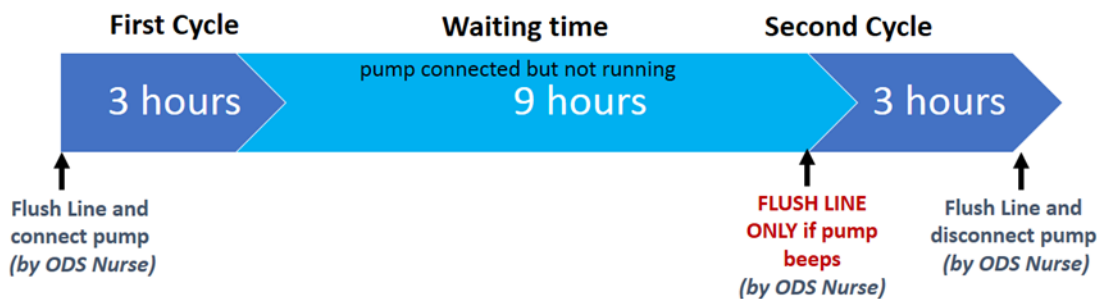 First Cycle
Waiting time
Second Cycle
pump connected but not running
3 hours
9 hours
3 hours
Flush Line and
connect pump
(by ODS Nurse)
FLUSH LINE
ONLY if pump
beeps
(by ODS Nurse)
Flush Line and
disconnect pump
(by ODS Nurse)